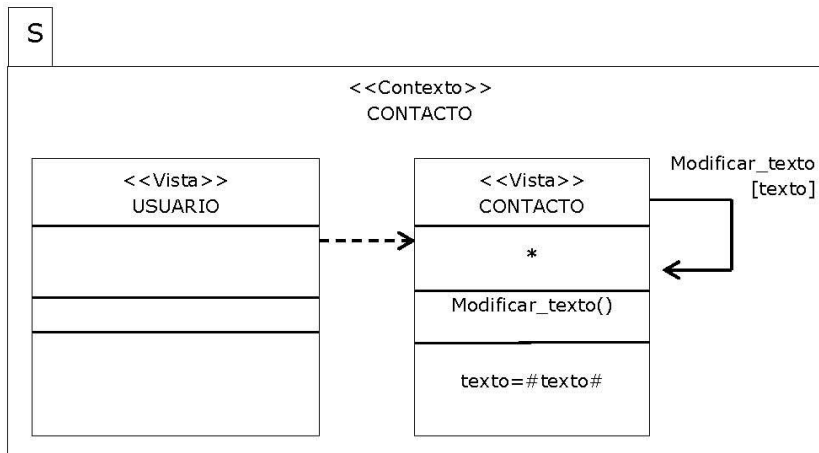 S
<<Contexto>>
CONTACTO
<<Vista>>
USUARIO
<<Vista>>
CONTACTO
*
Modificar_texto()
texto=#texto#
Modificar_texto
[texto]